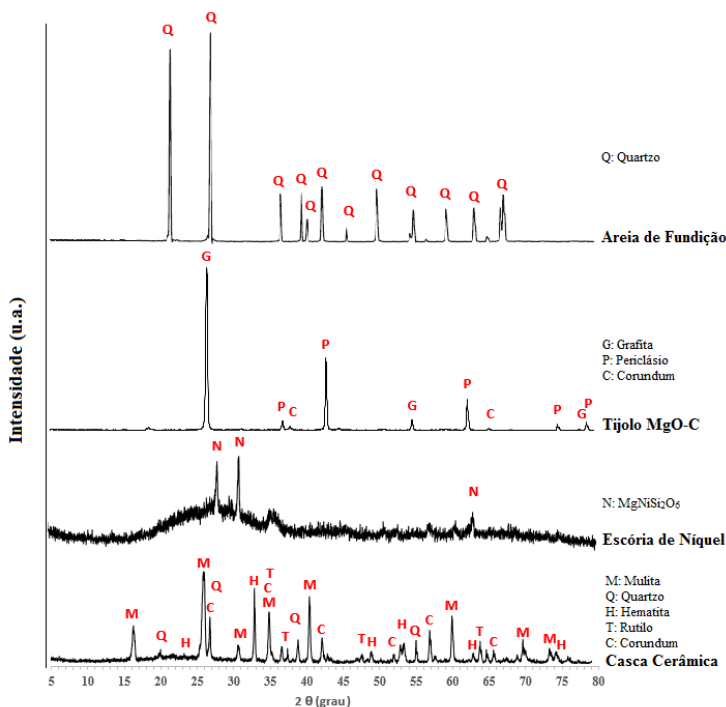 Q
Q
Q
Q
Q
Q
Q
Q
Q
Q
Q
Q
Q: Quartzo
Areia de Fundição
G
P
P
C
G
P
C
P
G
P
G: Grafita
P: Periclásio
C: Corundum
Tijolo MgO-C
N
N
N
N: MgNiSi₂O₆
Escória de Níquel
M
Q
H
M
Q
C
M
H
T
C
M
T
Q
M
C
T
H
C
H
Q
C
M
H
T
C
M
M
H
M: Mulita
Q: Quartzo
H: Hematita
T: Rutilo
C: Corundum
Casca Cerâmica
5 10 15 20 25 30 35 40 45 50 55 60 65 70 75 80
2 θ (grau)
Intensidade (u.a.)